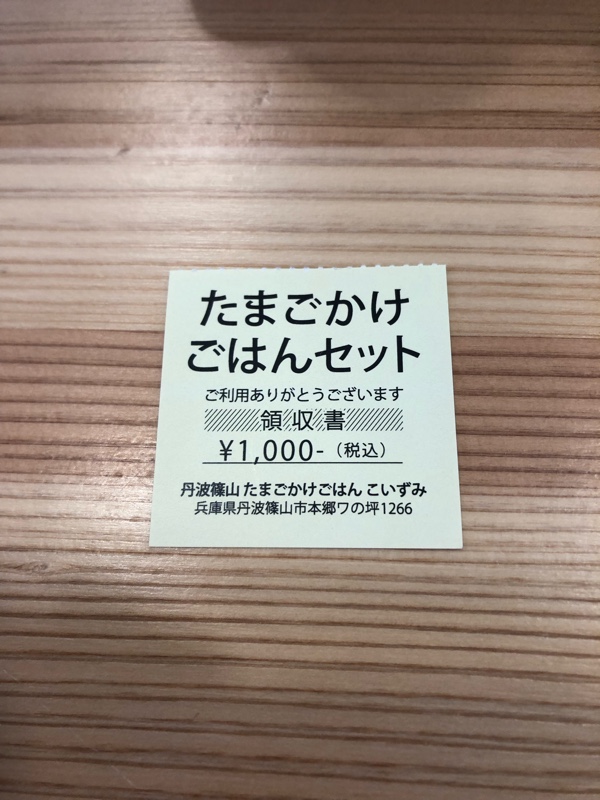 たまごかけ
ごはんセット
ご利用ありがとうございます
領収書
¥1,000-（税込）
丹波篠山 たまごかけごはん こいずみ
兵庫県丹波篠山市本郷ワの坪1266